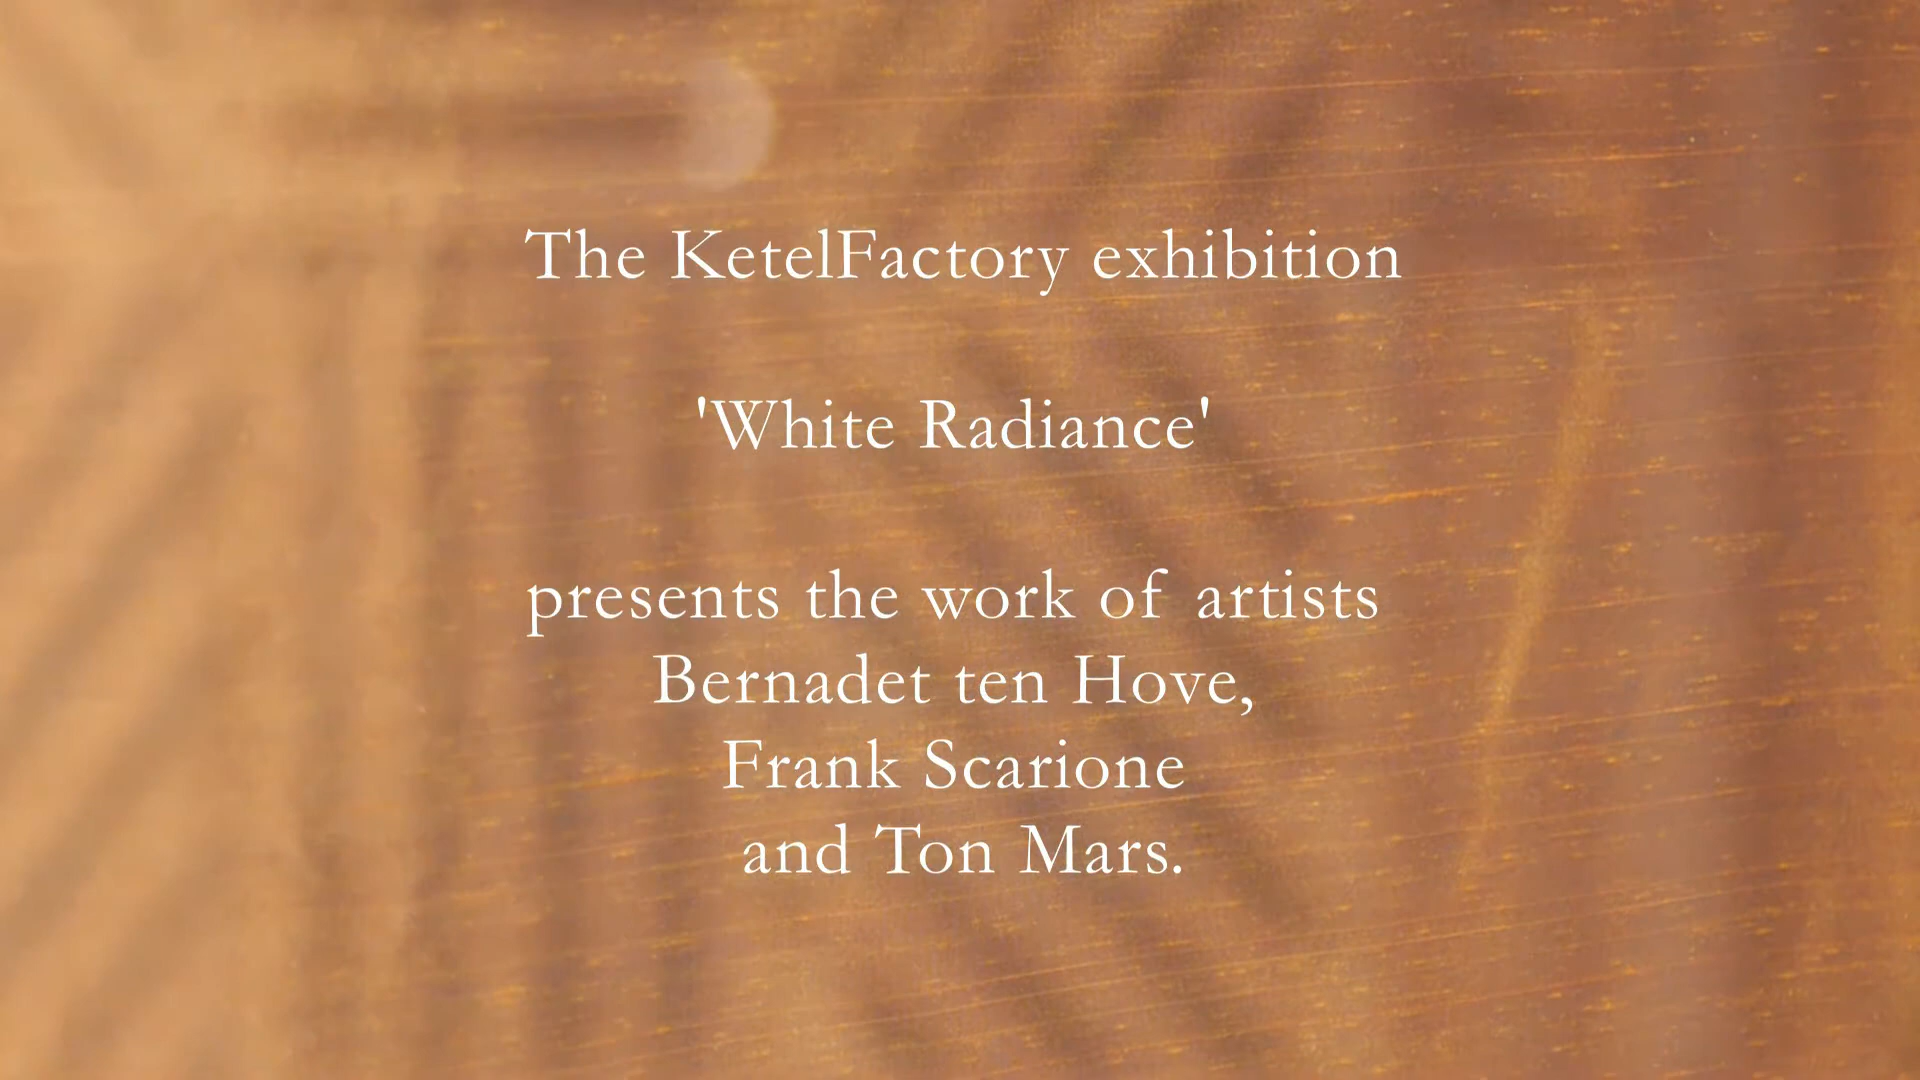 The KetelFactory exhibition
'White Radiance'
presents the work of artists
Bernadet ten Hove,
Frank Scarione
and Ton Mars.